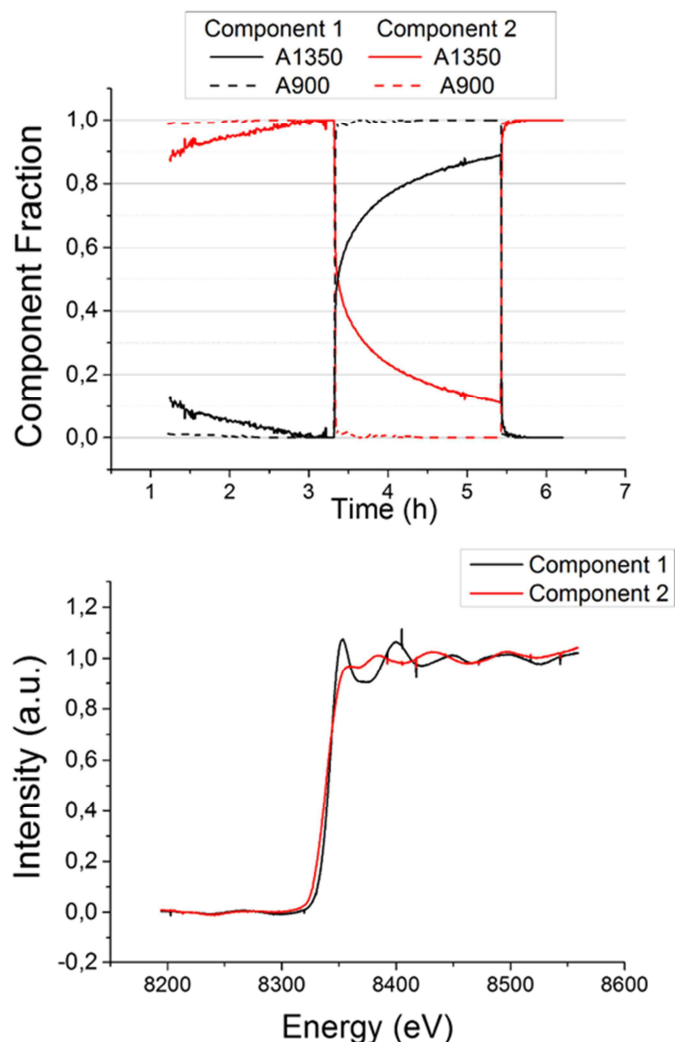 Component 1 Component 2
A1350 A1350
A900 A900
1,0
0,8
0,6
0,4
0,2
0,0
Component Fraction
1 2 3 4 5 6 7
Time (h)
Component 1
Component 2
1,2
1,0
0,8
0,6
0,4
0,2
0,0
-0,2
Intensity (a.u.)
8200 8300 8400 8500 8600
Energy (eV)